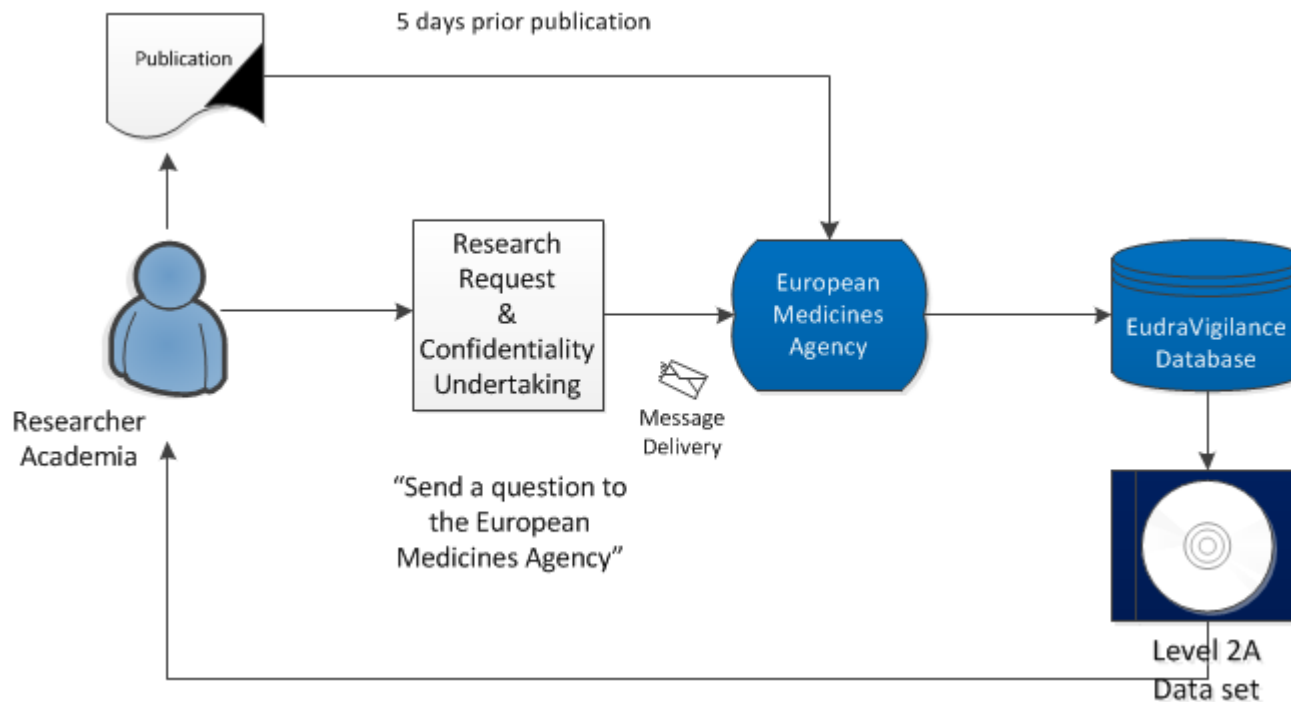 5 days prior publication
Publication
Research
Request
&
Confidentiality
Undertaking
European
Medicines
Agency
EudraVigilance
Database
Message
Delivery
Researcher
Academia
“Send a question to
the European
Medicines Agency”
Level 2A
Data set